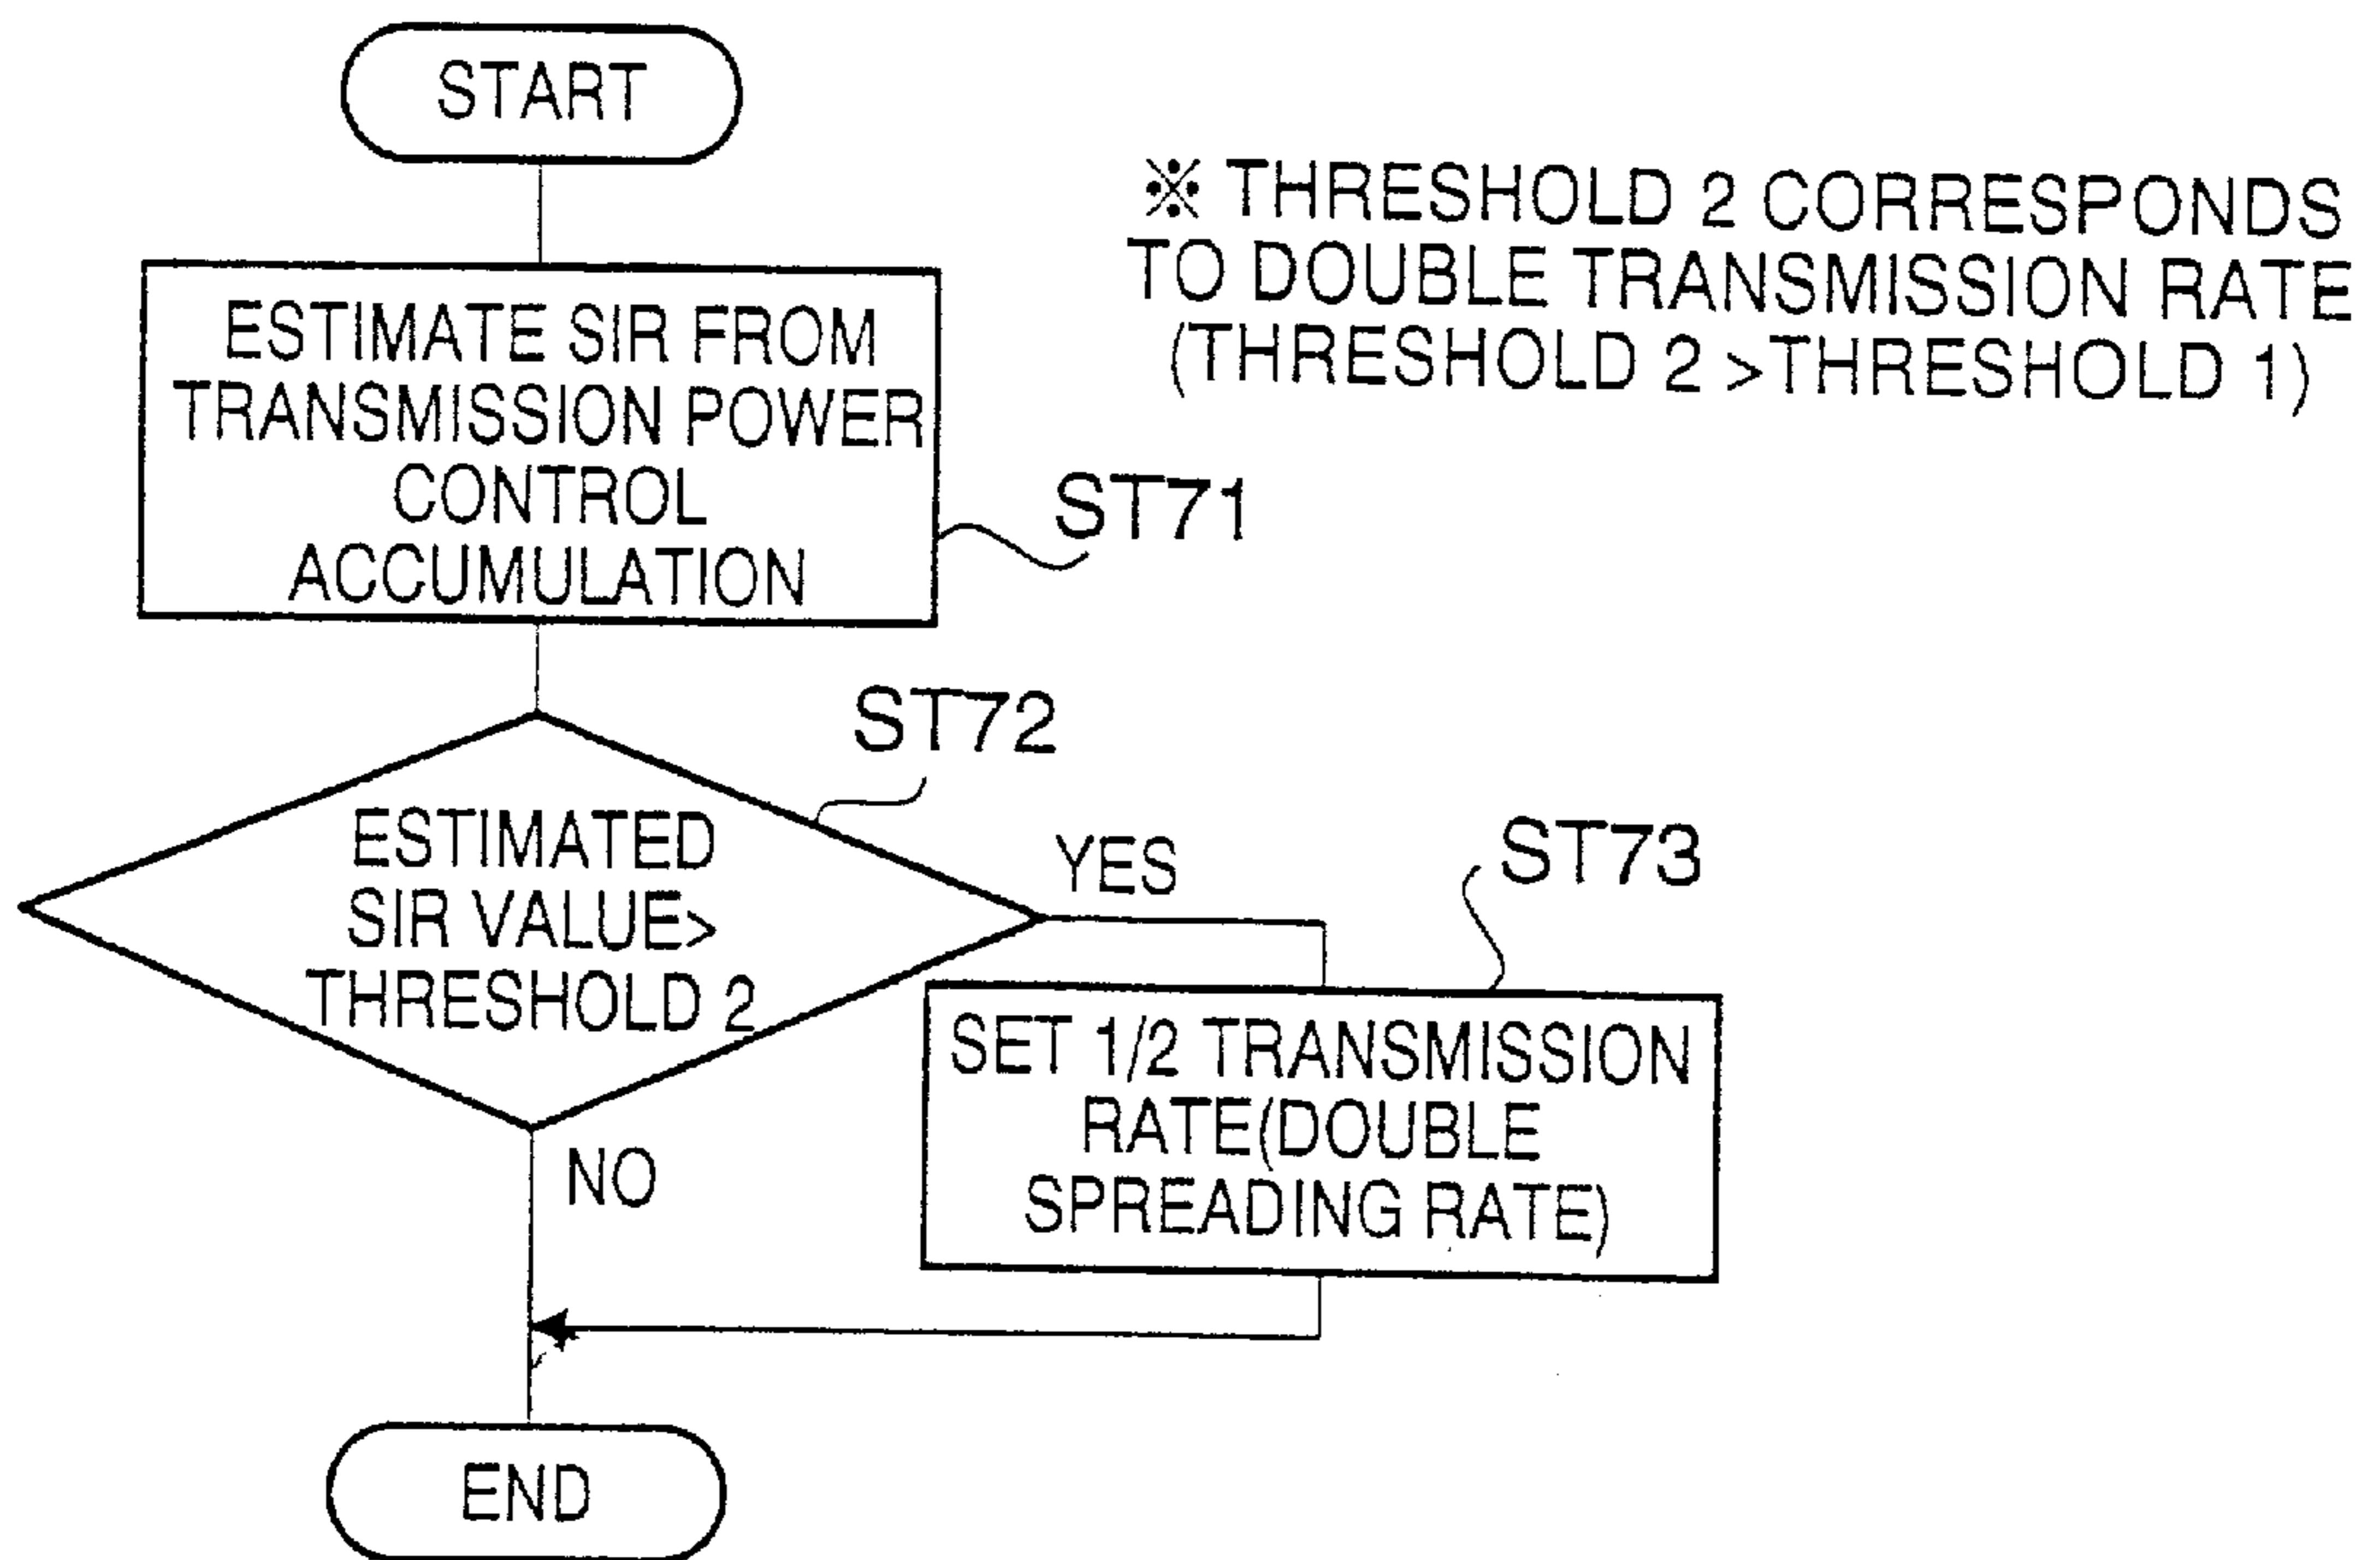 START
※ THRESHOLD 2 CORRESPONDS
TO DOUBLE TRANSMISSION RATE
(THRESHOLD 2 >THRESHOLD 1)
ESTIMATE SIR FROM
TRANSMISSION POWER
CONTROL
ACCUMULATION
ST71
ST72
ESTIMATED
SIR VALUE>
THRESHOLD 2
YES
ST73
SET 1/2 TRANSMISSION
RATE(DOUBLE
SPREADING RATE)
NO
END